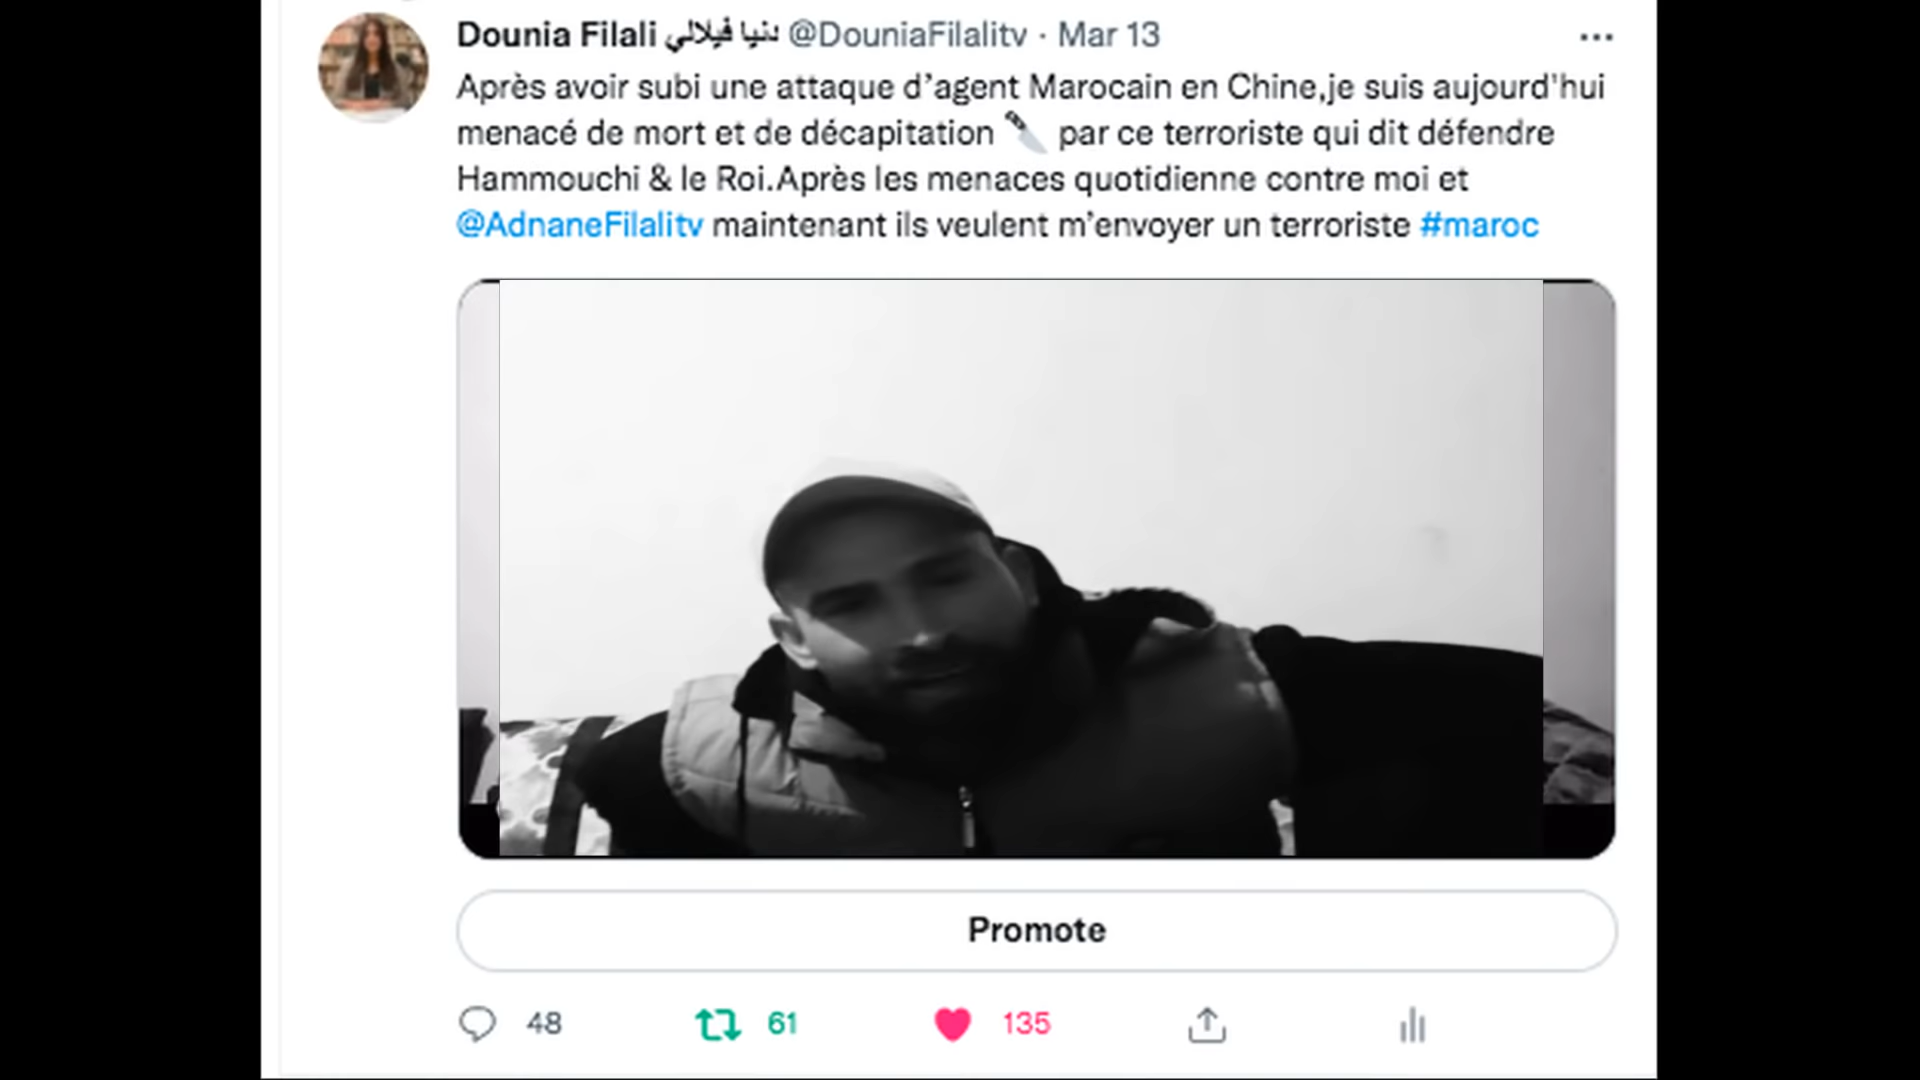 Dounia Filali دنيا فيلالي @DouniaFilalitv · Mar 13
Après avoir subi une attaque d’agent Marocain en Chine,je suis aujourd'hui
menacé de mort et de décapitation 🔪 par ce terroriste qui dit défendre
Hammouchi & le Roi.Après les menaces quotidienne contre moi et
@AdnaneFilalitv maintenant ils veulent m’envoyer un terroriste #maroc
Promote
48 61 135